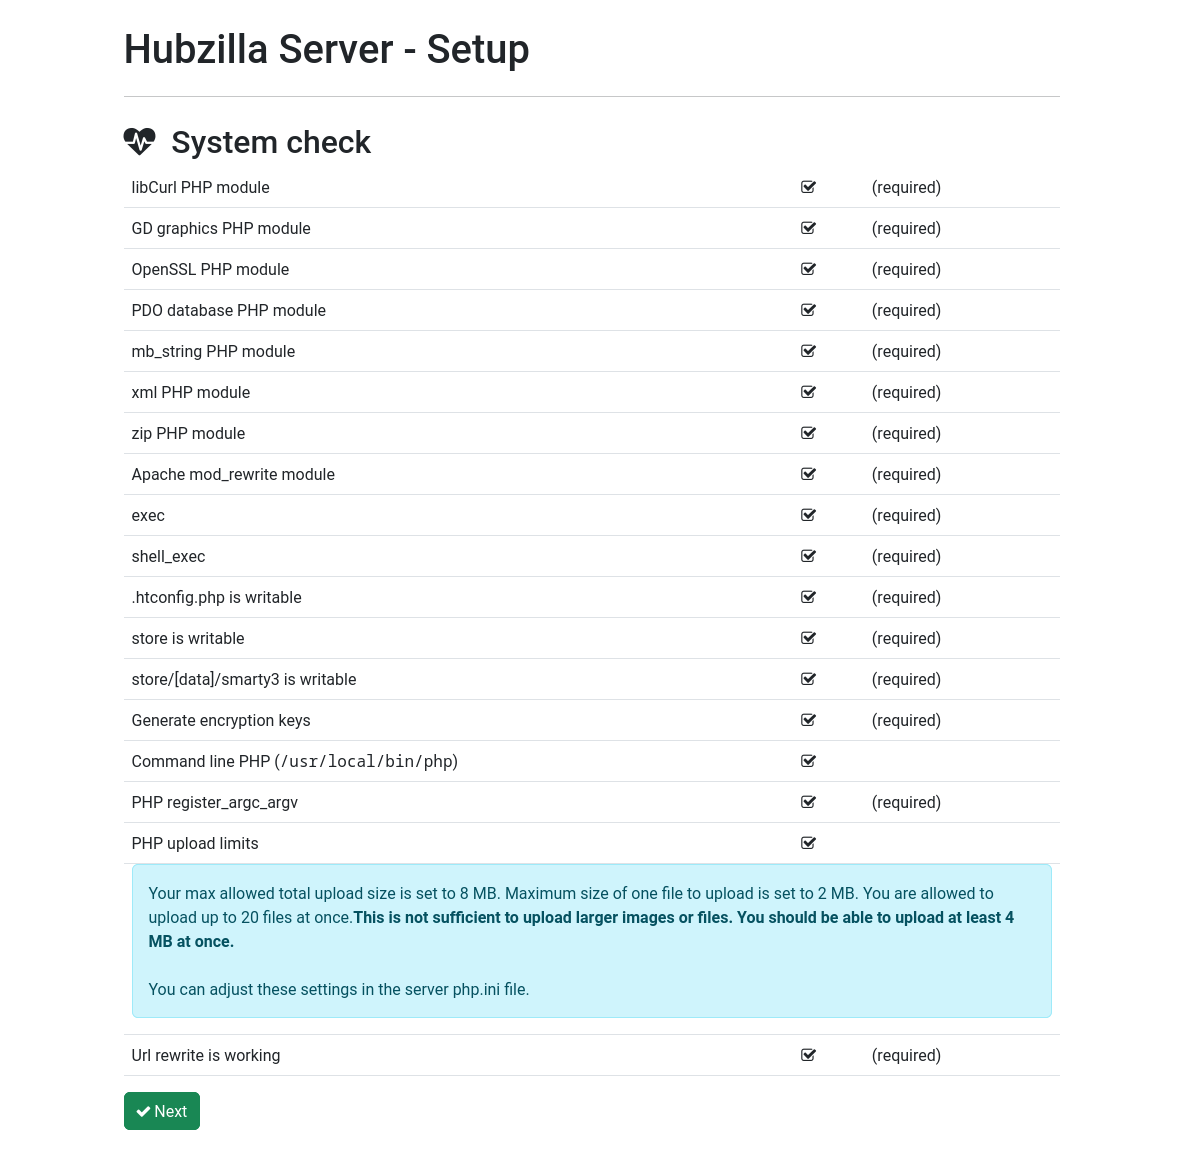 Hubzilla Server - Setup
System check
libCurl PHP module (required)
GD graphics PHP module (required)
OpenSSL PHP module (required)
PDO database PHP module (required)
mb_string PHP module (required)
xml PHP module (required)
zip PHP module (required)
Apache mod_rewrite module (required)
exec (required)
shell_exec (required)
.htconfig.php is writable (required)
store is writable (required)
store/[data]/smarty3 is writable (required)
Generate encryption keys (required)
Command line PHP (/usr/local/bin/php)
PHP register_argc_argv (required)
PHP upload limits
Your max allowed total upload size is set to 8 MB. Maximum size of one file to upload is set to 2 MB. You are allowed to
upload up to 20 files at once.This is not sufficient to upload larger images or files. You should be able to upload at least 4
MB at once.
You can adjust these settings in the server php.ini file.
Url rewrite is working (required)
Next